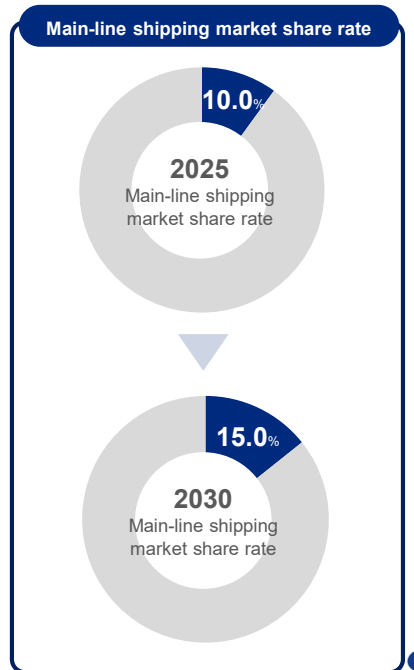 Main-line shipping market share rate
10.0%
2025
Main-line shipping
market share rate
15.0%
2030
Main-line shipping
market share rate